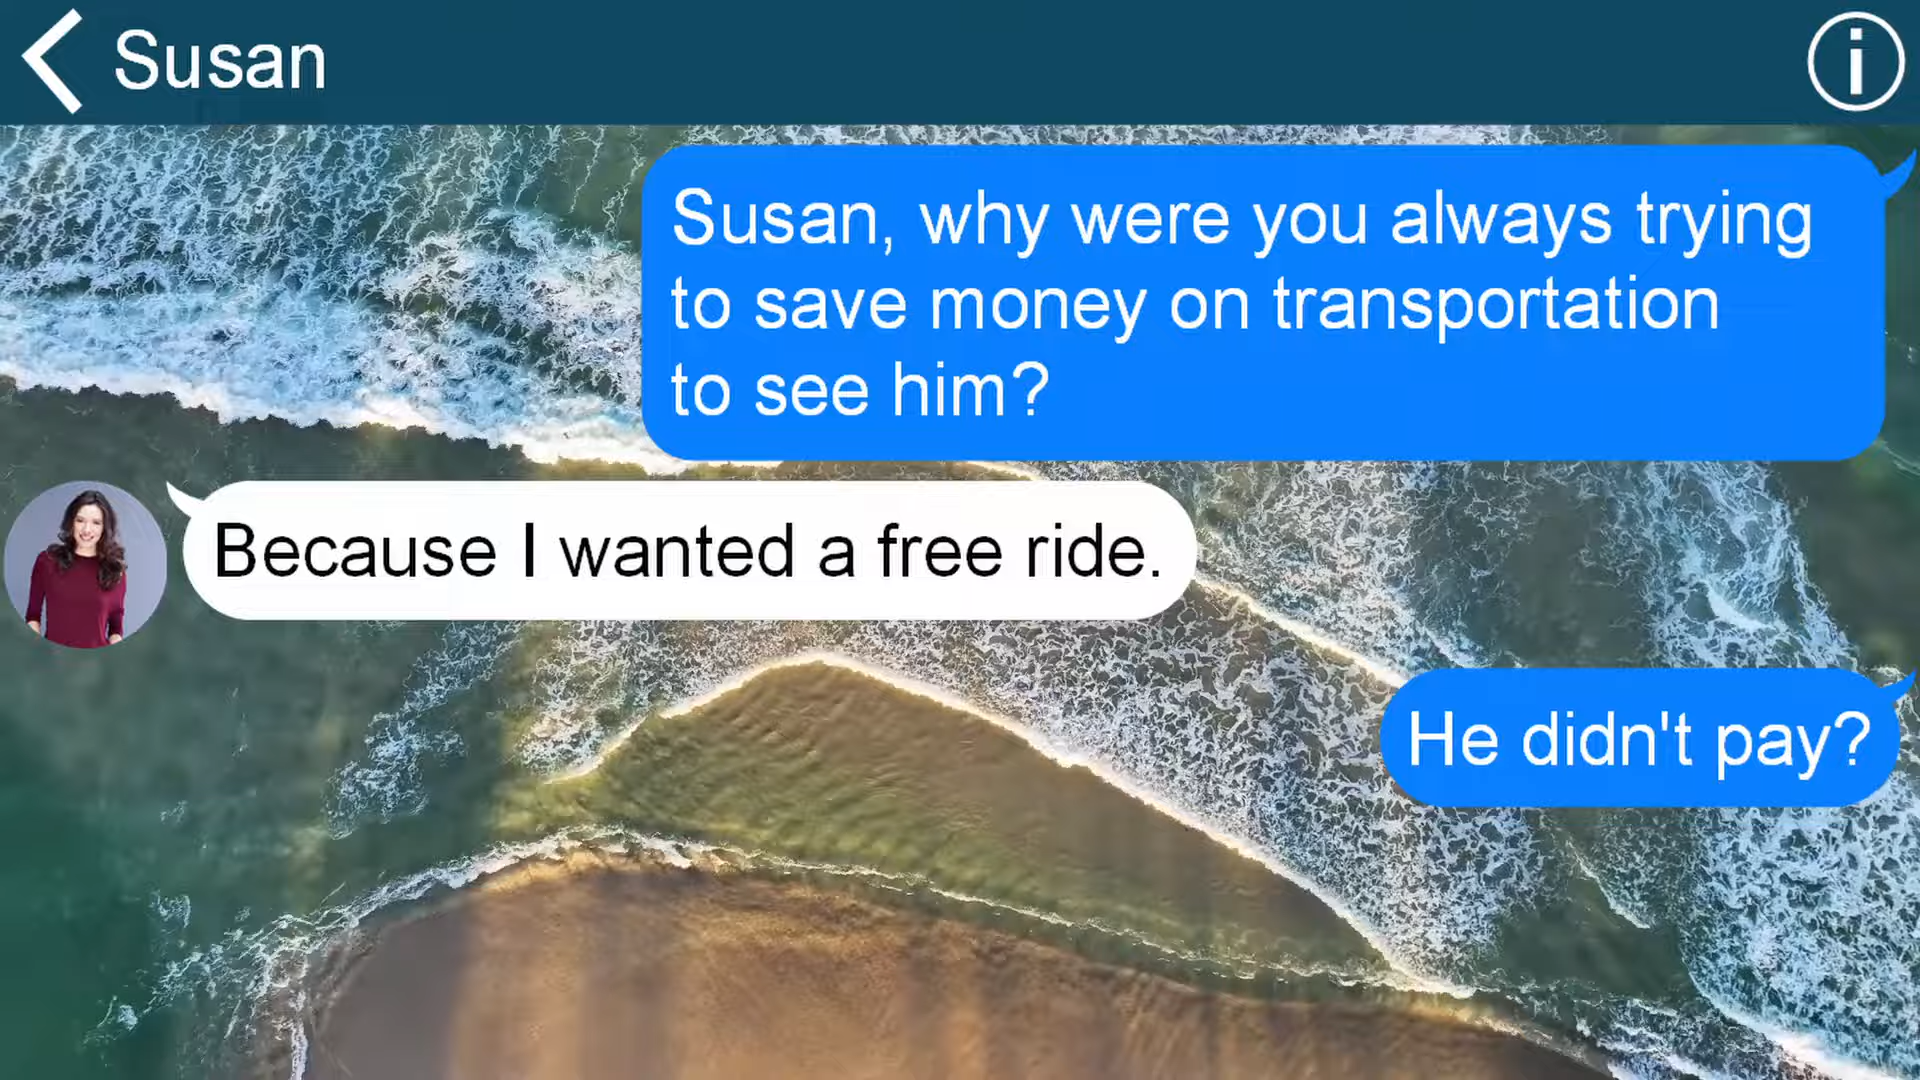 Susan
Susan, why were you always trying
to save money on transportation
to see him?
Because I wanted a free ride.
He didn't pay?